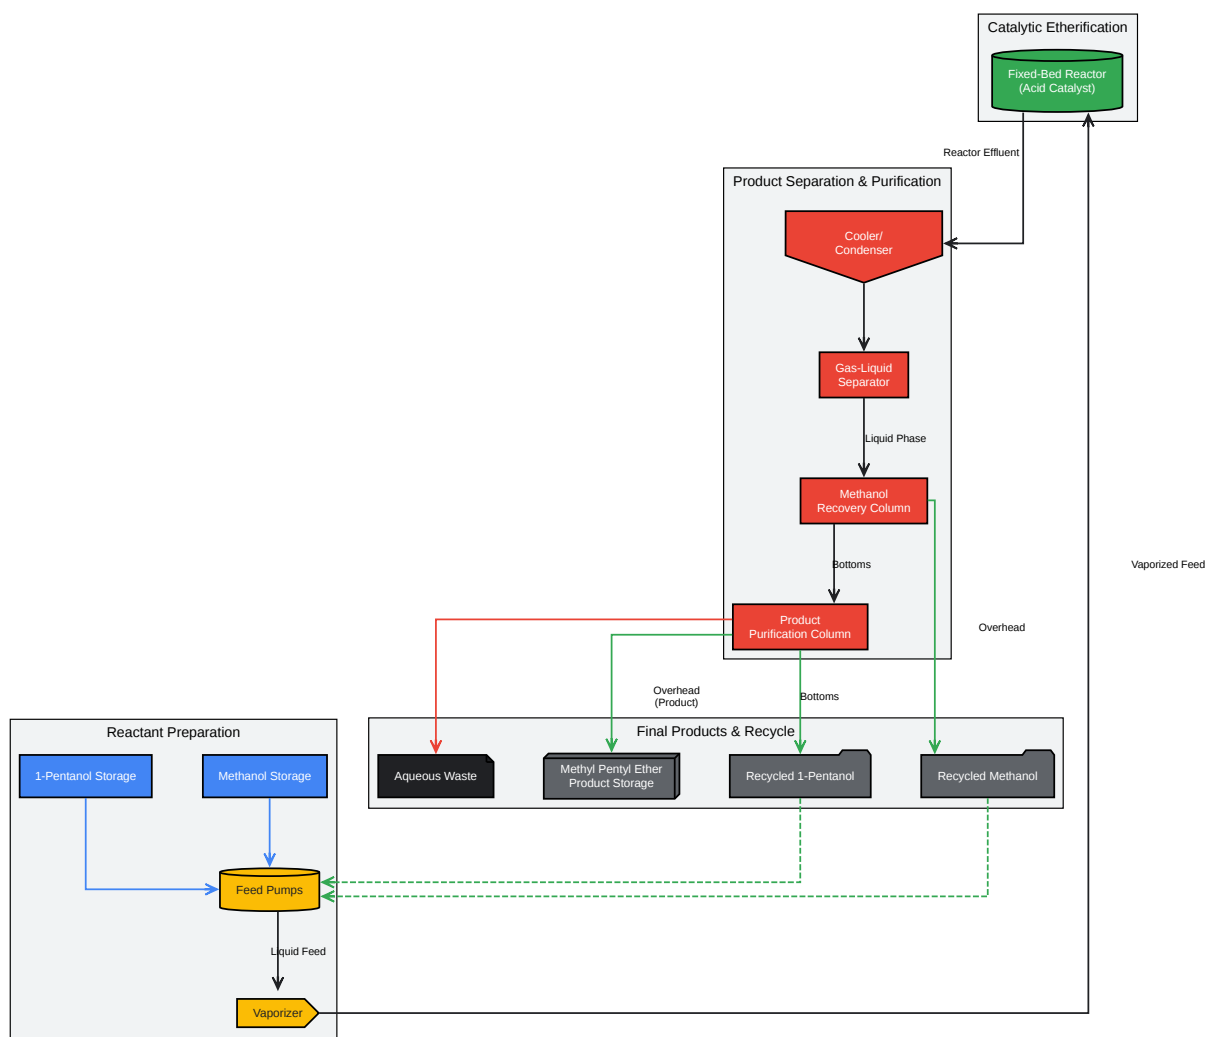 Catalytic Etherification
Fixed-Bed Reactor
(Acid Catalyst)
Reactor Effluent
Product Separation & Purification
Cooler/
Condenser
Gas-Liquid
Separator
Liquid Phase
Methanol
Recovery Column
Bottoms
Vaporized Feed
Product
Purification Column
Overhead
Overhead
(Product)
Bottoms
Reactant Preparation
Final Products & Recycle
1-Pentanol Storage
Methanol Storage
Aqueous Waste
Methyl Pentyl Ether
Product Storage
Recycled 1-Pentanol
Recycled Methanol
Feed Pumps
Liquid Feed
Vaporizer